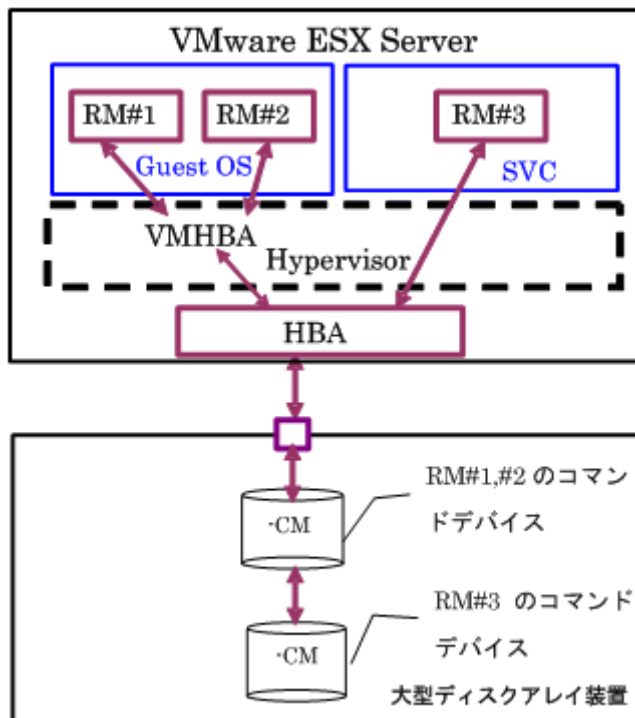 VMware ESX Server
RM#1
RM#2
RM#3
Guest OS
SVC
VMHBA
Hypervisor
HBA
RM#1,#2 のコマン
ドデバイス
-CM
RM#3 のコマンド
デバイス
-CM
大型ディスクアレイ装置